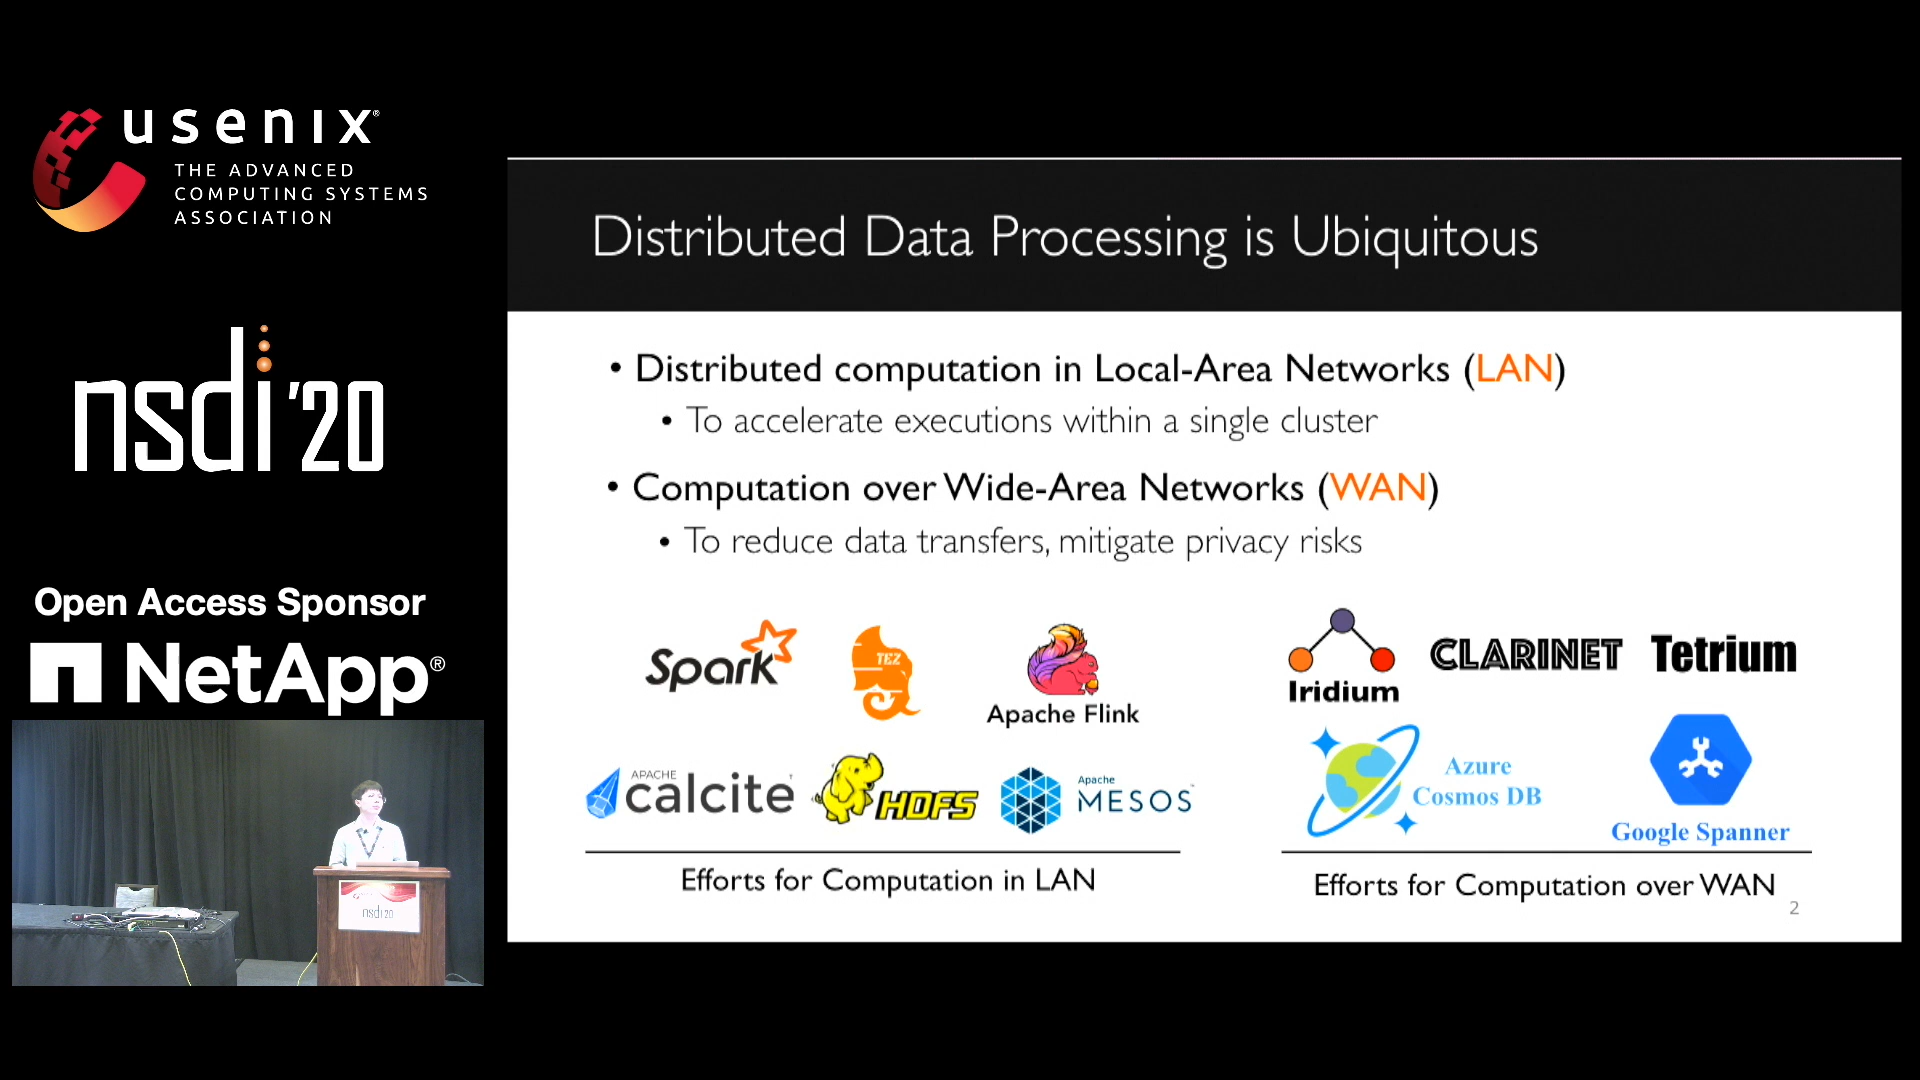 usenix®
THE ADVANCED
COMPUTING SYSTEMS
ASSOCIATION
nsdi '20
Open Access Sponsor
NetApp®
nsdi 20
Distributed Data Processing is Ubiquitous
• Distributed computation in Local-Area Networks (LAN)
• To accelerate executions within a single cluster
• Computation over Wide-Area Networks (WAN)
• To reduce data transfers, mitigate privacy risks
Spark
TEZ
Apache Flink
APACHE
calcite
HDFS
Apache
MESOS
Efforts for Computation in LAN
Iridium
CLARINET
Tetrium
Azure
Cosmos DB
Google Spanner
Efforts for Computation over WAN
2